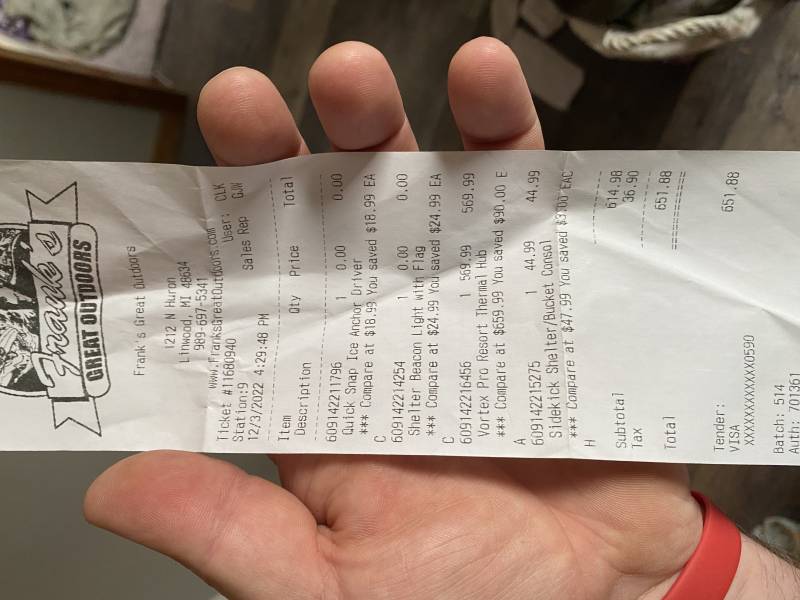 Frank's
GREAT OUTDOORS
Frank's Great Outdoors
1212 N Huron
Linwood, MI 48634
989-697-5341
www.FranksGreatOutdoors.com
Ticket #11680940 User: CLK
Station:9 Sales Rep GJW
12/3/2022 4:29:48 PM
Item Qty Price Total
Description
609142211796 1 0.00 0.00
Quick Snap Ice Anchor Driver
*** Compare at $18.99 You saved $18.99 EA
C
609142214254 1 0.00 0.00
Shelter Beacon Light with Flag
*** Compare at $24.99 You saved $24.99 EA
C
609142216456 1 569.99 569.99
Vortex Pro Resort Thermal Hub
*** Compare at $659.99 You saved $90.00 E
A
609142215275 1 44.99 44.99
Sidekick Shelter/Bucket Consol
*** Compare at $47.99 You saved $3.00 EAC
H
Subtotal 614.98
Tax 36.90
Total 651.88
Tender:
VISA 651.88
XXXXXXXXXXXX0590
Batch: 514
Auth: 701361